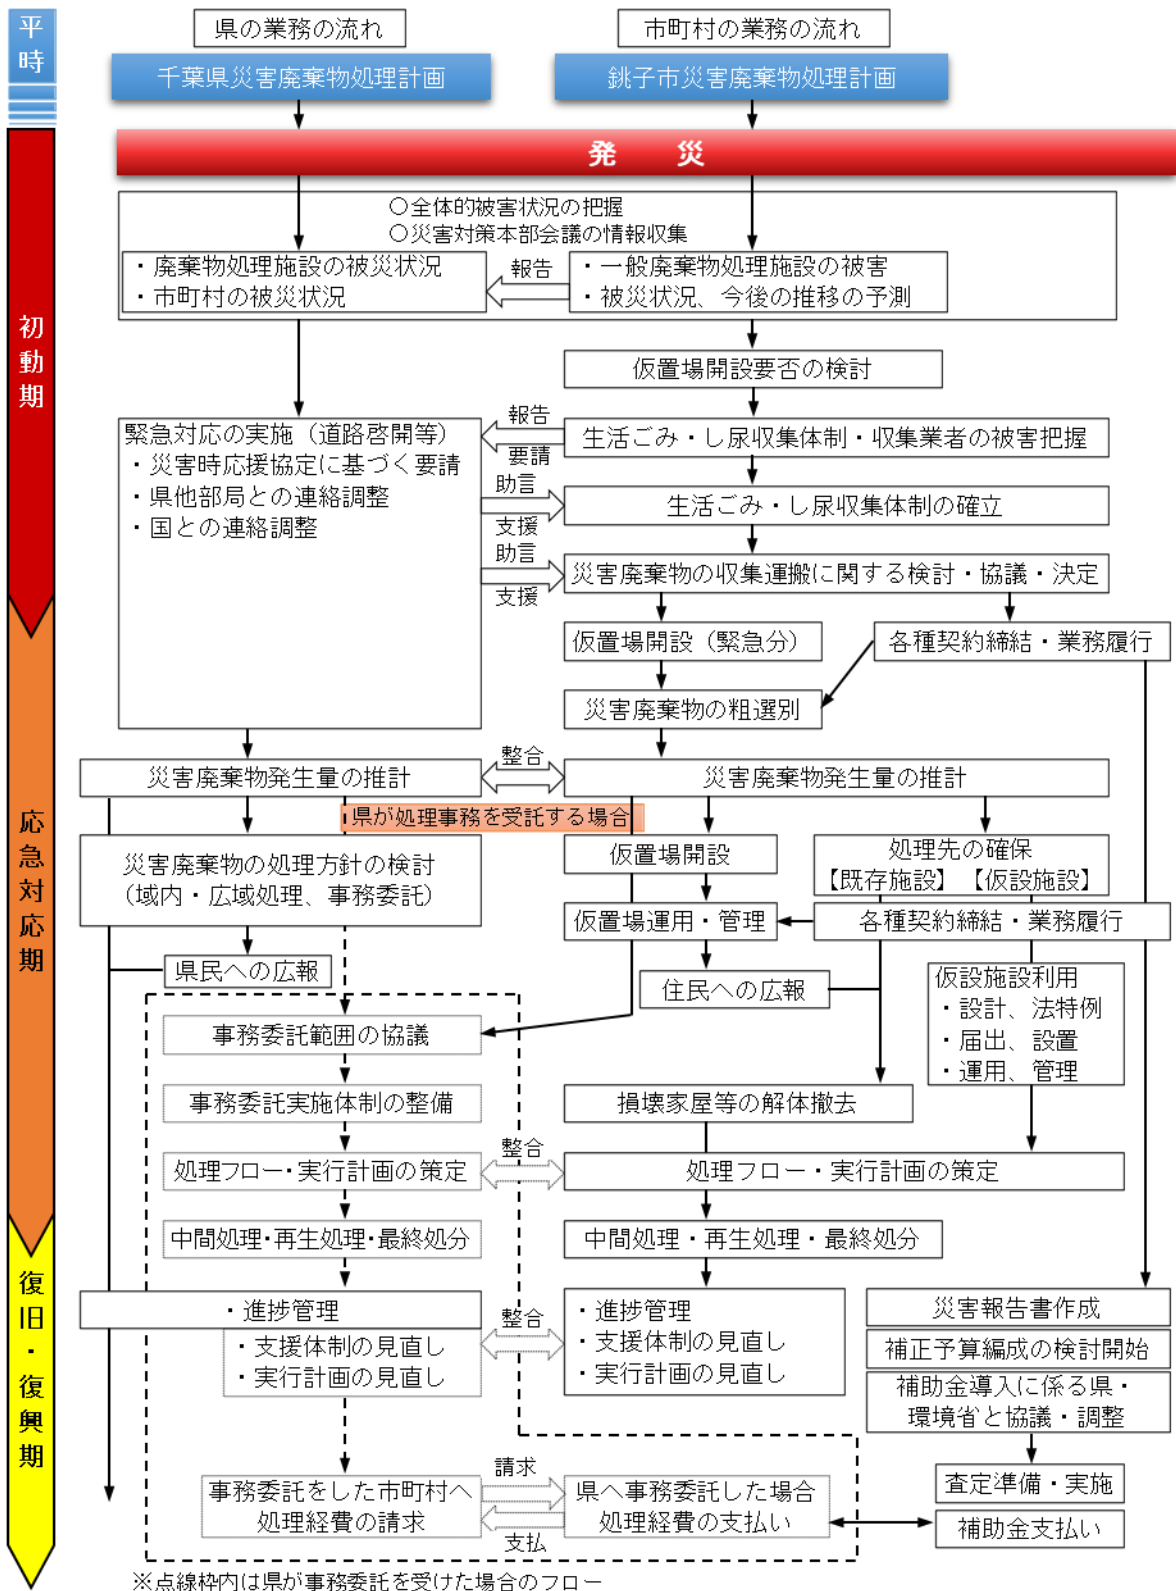 平時
県の業務の流れ
市町村の業務の流れ
千葉県災害廃棄物処理計画
銚子市災害廃棄物処理計画
発 災
初動期
○全体的被害状況の把握
○災害対策本部会議の情報収集
・廃棄物処理施設の被災状況
・市町村の被災状況
報告
・一般廃棄物処理施設の被害
・被災状況、今後の推移の予測
仮置場開設要否の検討
緊急対応の実施（道路啓開等）
・災害時応援協定に基づく要請
・県他部局との連絡調整
・国との連絡調整
報告
要請
生活ごみ・し尿収集体制・収集業者の被害把握
助言
支援
生活ごみ・し尿収集体制の確立
助言
支援
災害廃棄物の収集運搬に関する検討・協議・決定
仮置場開設（緊急分）
各種契約締結・業務履行
災害廃棄物の粗選別
応急対応期
災害廃棄物発生量の推計
整合
災害廃棄物発生量の推計
県が処理事務を受託する場合
災害廃棄物の処理方針の検討
（域内・広域処理、事務委託）
仮置場開設
処理先の確保
【既存施設】【仮設施設】
仮置場運用・管理
各種契約締結・業務履行
県民への広報
住民への広報
仮設施設利用
・設計、法特例
・届出、設置
・運用、管理
事務委託範囲の協議
事務委託実施体制の整備
損壊家屋等の解体撤去
処理フロー・実行計画の策定
整合
処理フロー・実行計画の策定
復旧・復興期
中間処理・再生処理・最終処分
中間処理・再生処理・最終処分
・進捗管理
・支援体制の見直し
・実行計画の見直し
整合
・進捗管理
・支援体制の見直し
・実行計画の見直し
災害報告書作成
補正予算編成の検討開始
補助金導入に係る県・
環境省と協議・調整
事務委託をした市町村へ
処理経費の請求
請求
支払
県へ事務委託した場合
処理経費の支払い
査定準備・実施
補助金支払い
※点線枠内は県が事務委託を受けた場合のフロー